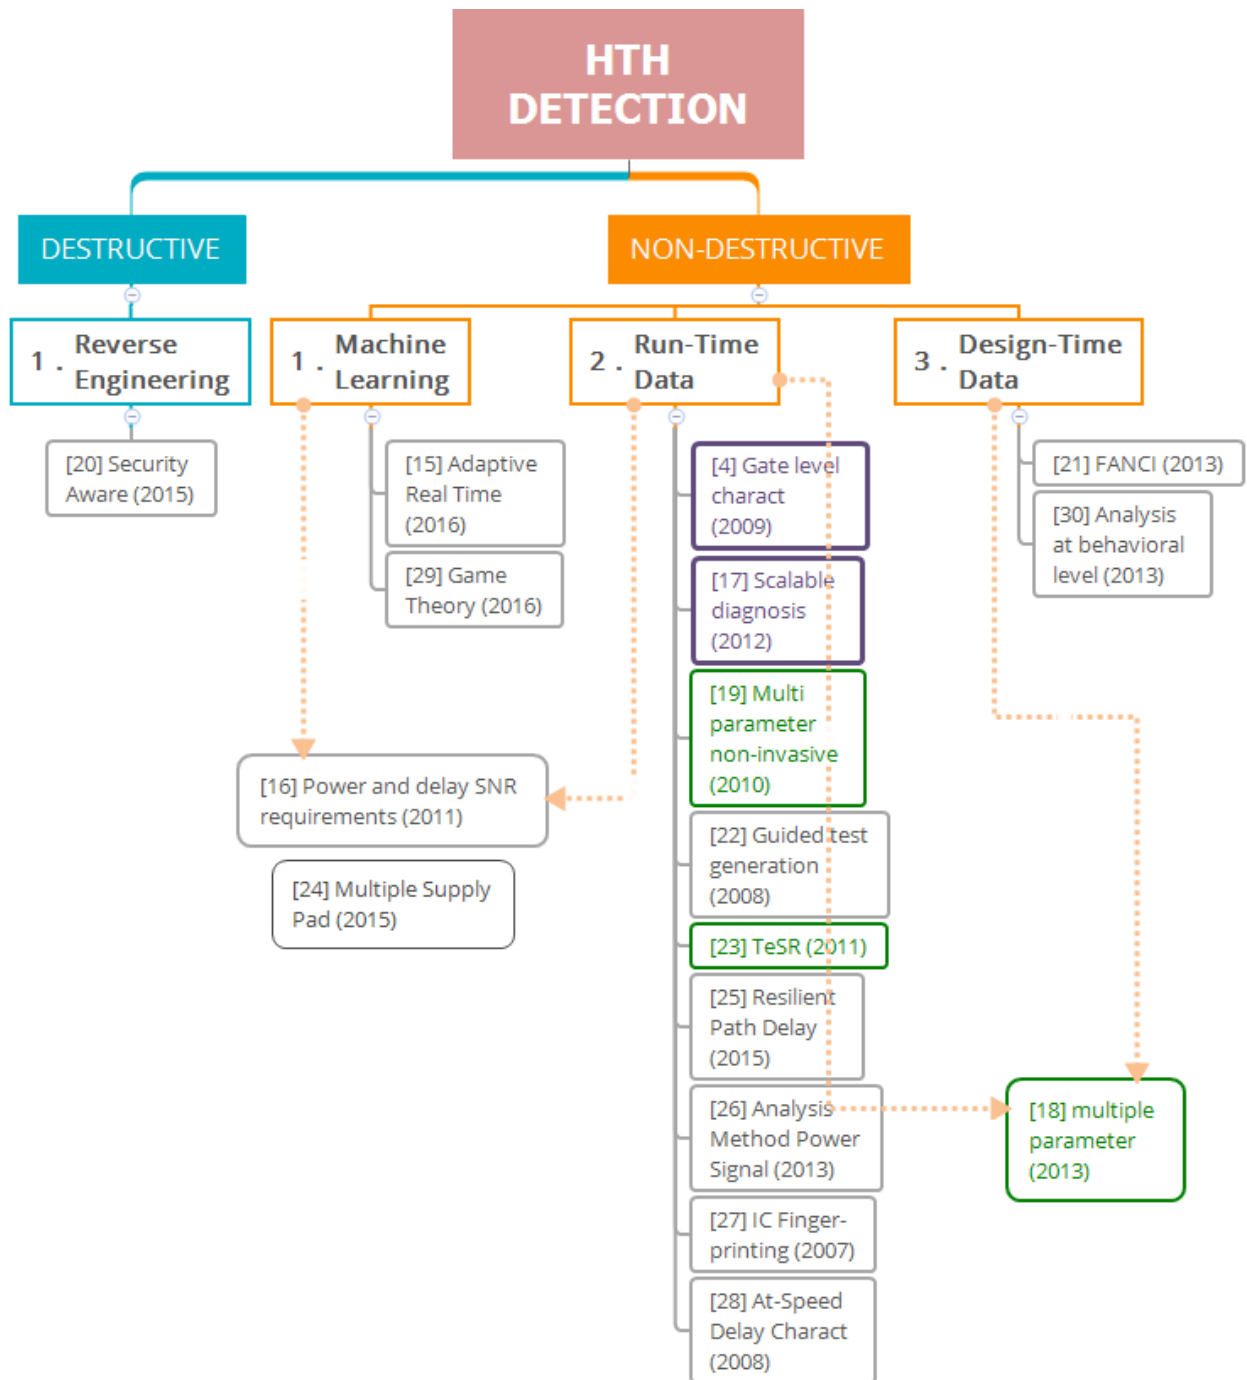 HTH
DETECTION
DESTRUCTIVE
NON-DESTRUCTIVE
1 . Reverse
Engineering
1 . Machine
Learning
2 . Run-Time
Data
3 . Design-Time
Data
[20] Security
Aware (2015)
[15] Adaptive
Real Time
(2016)
[29] Game
Theory (2016)
[16] Power and delay SNR
requirements (2011)
[24] Multiple Supply
Pad (2015)
[4] Gate level
charact
(2009)
[17] Scalable
diagnosis
(2012)
[19] Multi
parameter
non-invasive
(2010)
[22] Guided test
generation
(2008)
[23] TeSR (2011)
[25] Resilient
Path Delay
(2015)
[26] Analysis
Method Power
Signal (2013)
[27] IC Finger-
printing (2007)
[28] At-Speed
Delay Charact
(2008)
[21] FANCI (2013)
[30] Analysis
at behavioral
level (2013)
[18] multiple
parameter
(2013)